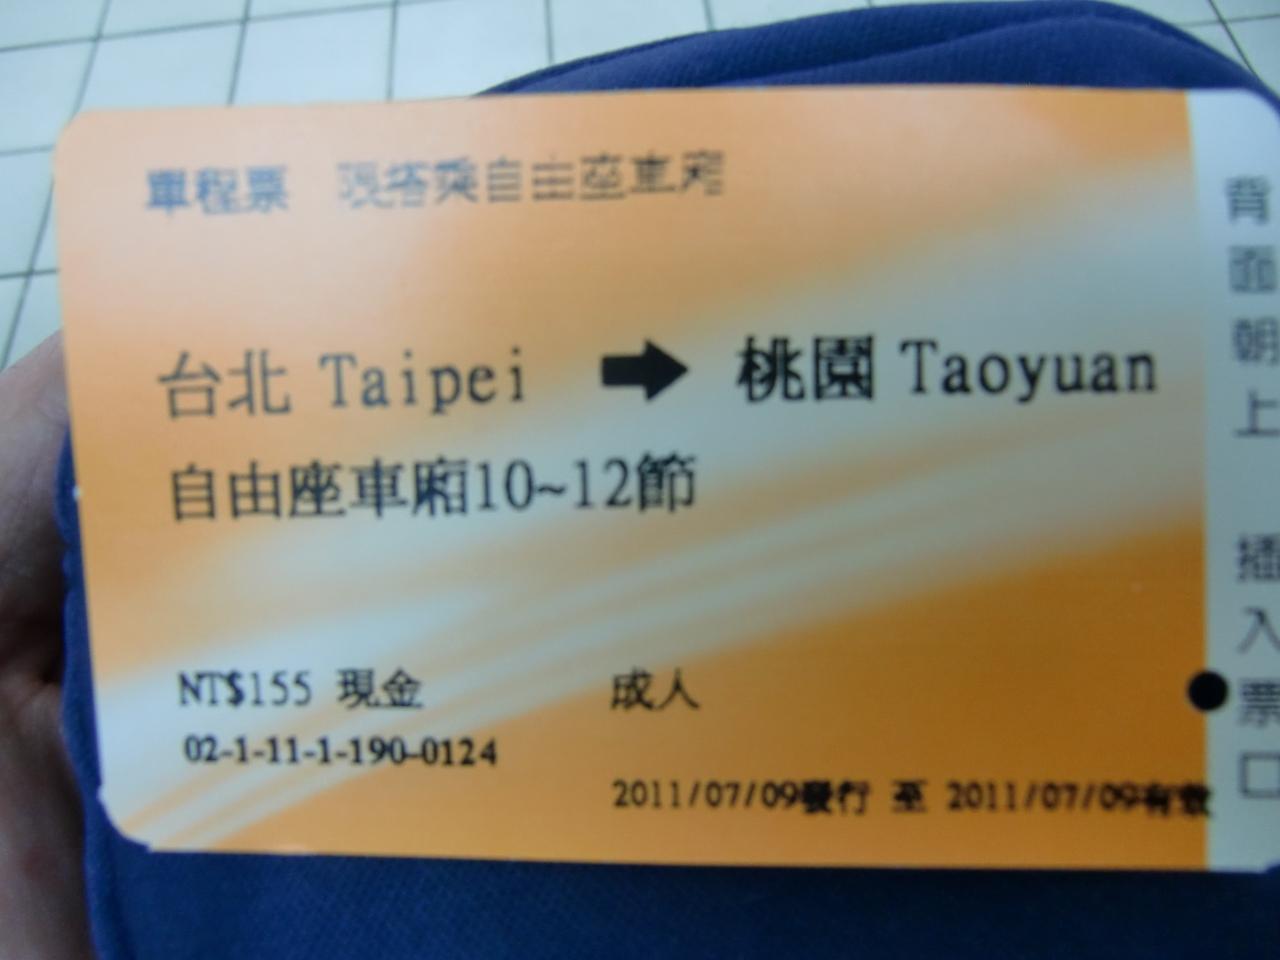 單程票 限搭乘自由座車廂
台北 Taipei ➡ 桃園 Taoyuan
自由座車廂10~12節
NT$155 現金 成人
02-1-11-1-190-0124
2011/07/09發行 至 2011/07/09有效
背面朝上 插入票口